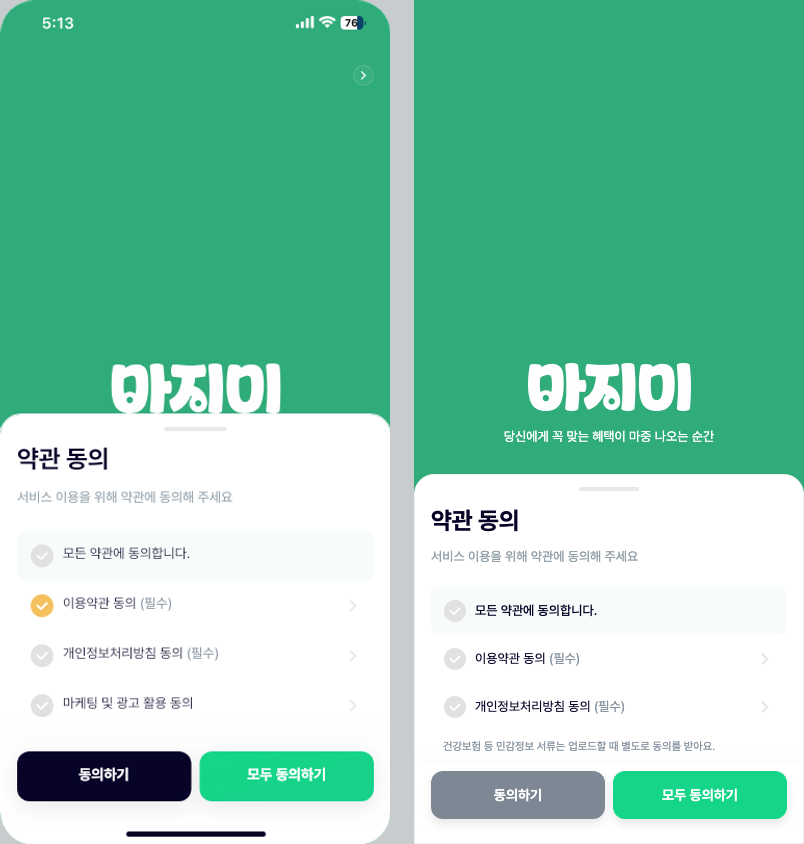 5:13
76
마지미
약관 동의
서비스 이용을 위해 약관에 동의해 주세요
모든 약관에 동의합니다.
이용약관 동의 (필수)
개인정보처리방침 동의 (필수)
마케팅 및 광고 활용 동의
동의하기
모두 동의하기
마지미
당신에게 꼭 맞는 혜택이 마중 나오는 순간
약관 동의
서비스 이용을 위해 약관에 동의해 주세요
모든 약관에 동의합니다.
이용약관 동의 (필수)
개인정보처리방침 동의 (필수)
건강보험 등 민감정보 서류는 업로드할 때 별도로 동의를 받아요.
동의하기
모두 동의하기